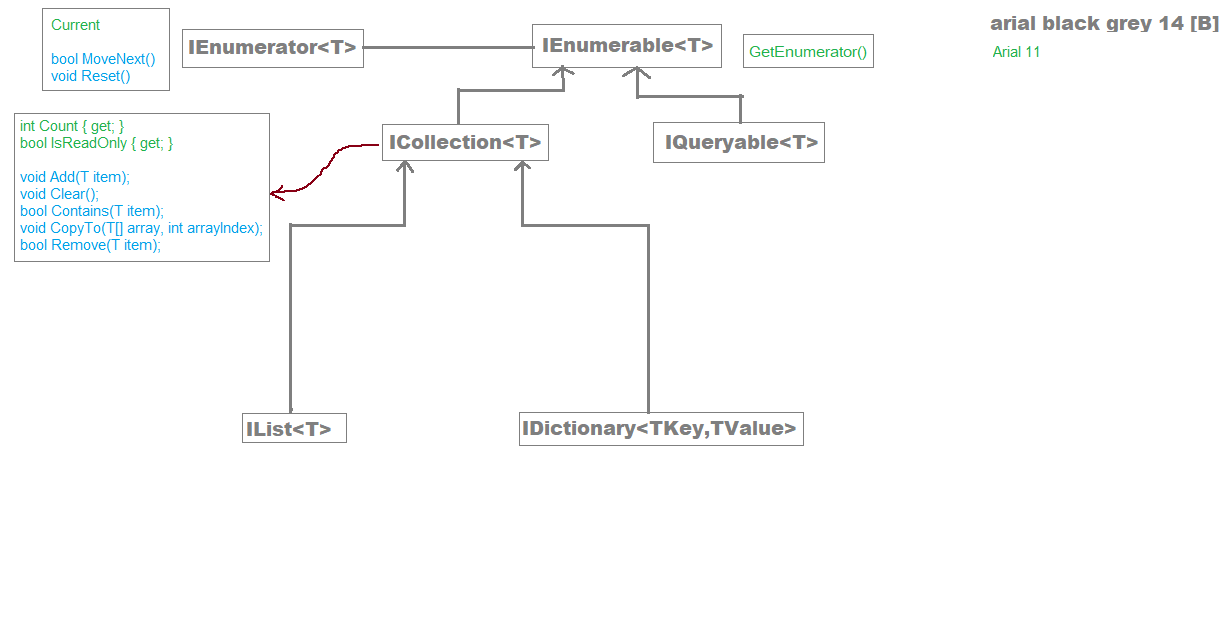 Current
bool MoveNext()
void Reset()
IEnumerator<T>
IEnumerable<T>
GetEnumerator()
arial black grey 14 [B]
Arial 11
int Count { get; }
bool IsReadOnly { get; }
void Add(T item);
void Clear();
bool Contains(T item);
void CopyTo(T[] array, int arrayIndex);
bool Remove(T item);
ICollection<T>
IQueryable<T>
IList<T>
IDictionary<TKey,TValue>